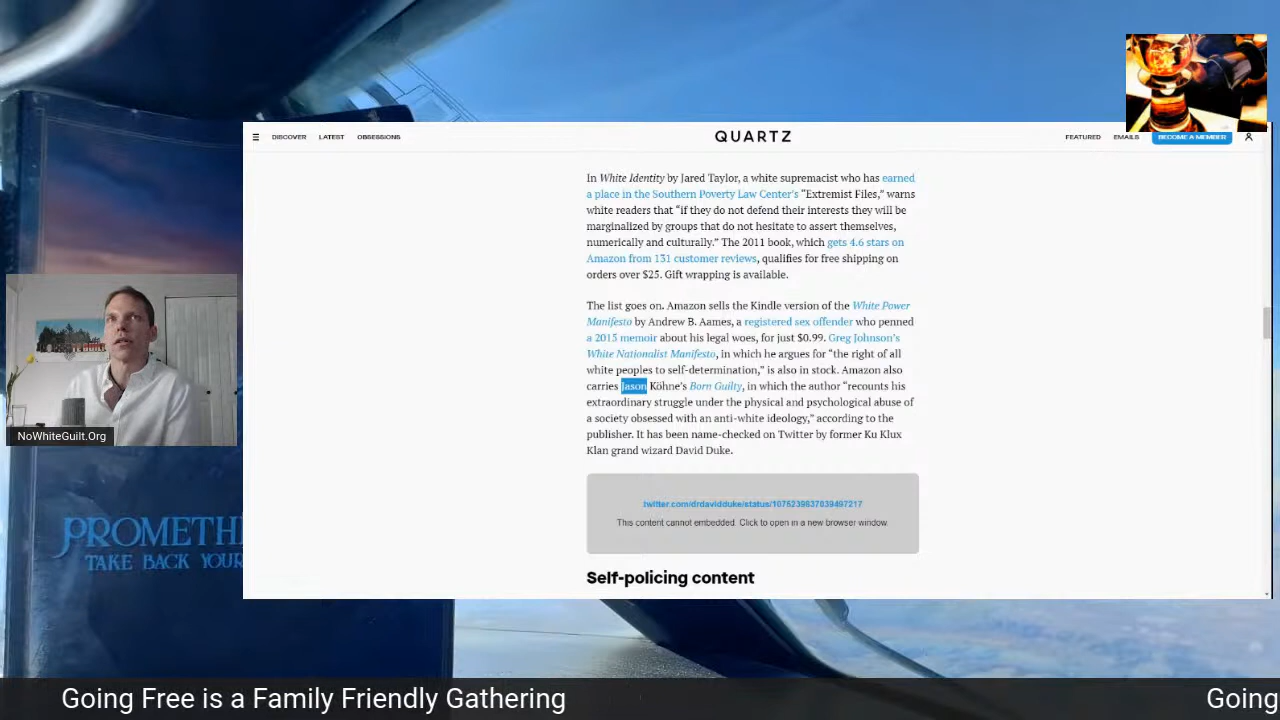 DISCOVER LATEST OBSESSIONS
QUARTZ
FEATURED EMAILS BECOME A MEMBER
In White Identity by Jared Taylor, a white supremacist who has earned
a place in the Southern Poverty Law Center’s “Extremist Files,” warns
white readers that “if they do not defend their interests they will be
marginalized by groups that do not hesitate to assert themselves,
numerically and culturally.” The 2011 book, which gets 4.6 stars on
Amazon from 131 customer reviews, qualifies for free shipping on
orders over $25. Gift wrapping is available.
The list goes on. Amazon sells the Kindle version of the White Power
Manifesto by Andrew B. Aames, a registered sex offender who penned
a 2015 memoir about his legal woes, for just $0.99. Greg Johnson’s
White Nationalist Manifesto, in which he argues for “the right of all
white peoples to self-determination,” is also in stock. Amazon also
carries Jason Köhne’s Born Guilty, in which the author “recounts his
extraordinary struggle under the physical and psychological abuse of
a society obsessed with an anti-white ideology,” according to the
publisher. It has been name-checked on Twitter by former Ku Klux
Klan grand wizard David Duke.
twitter.com/drdavidduke/status/1075239837839497217
This content cannot embedded. Click to open in a new browser window.
Self-policing content
NoWhiteGuilt.Org
PROMETH
TAKE BACK YOUR
Going Free is a Family Friendly Gathering
Going